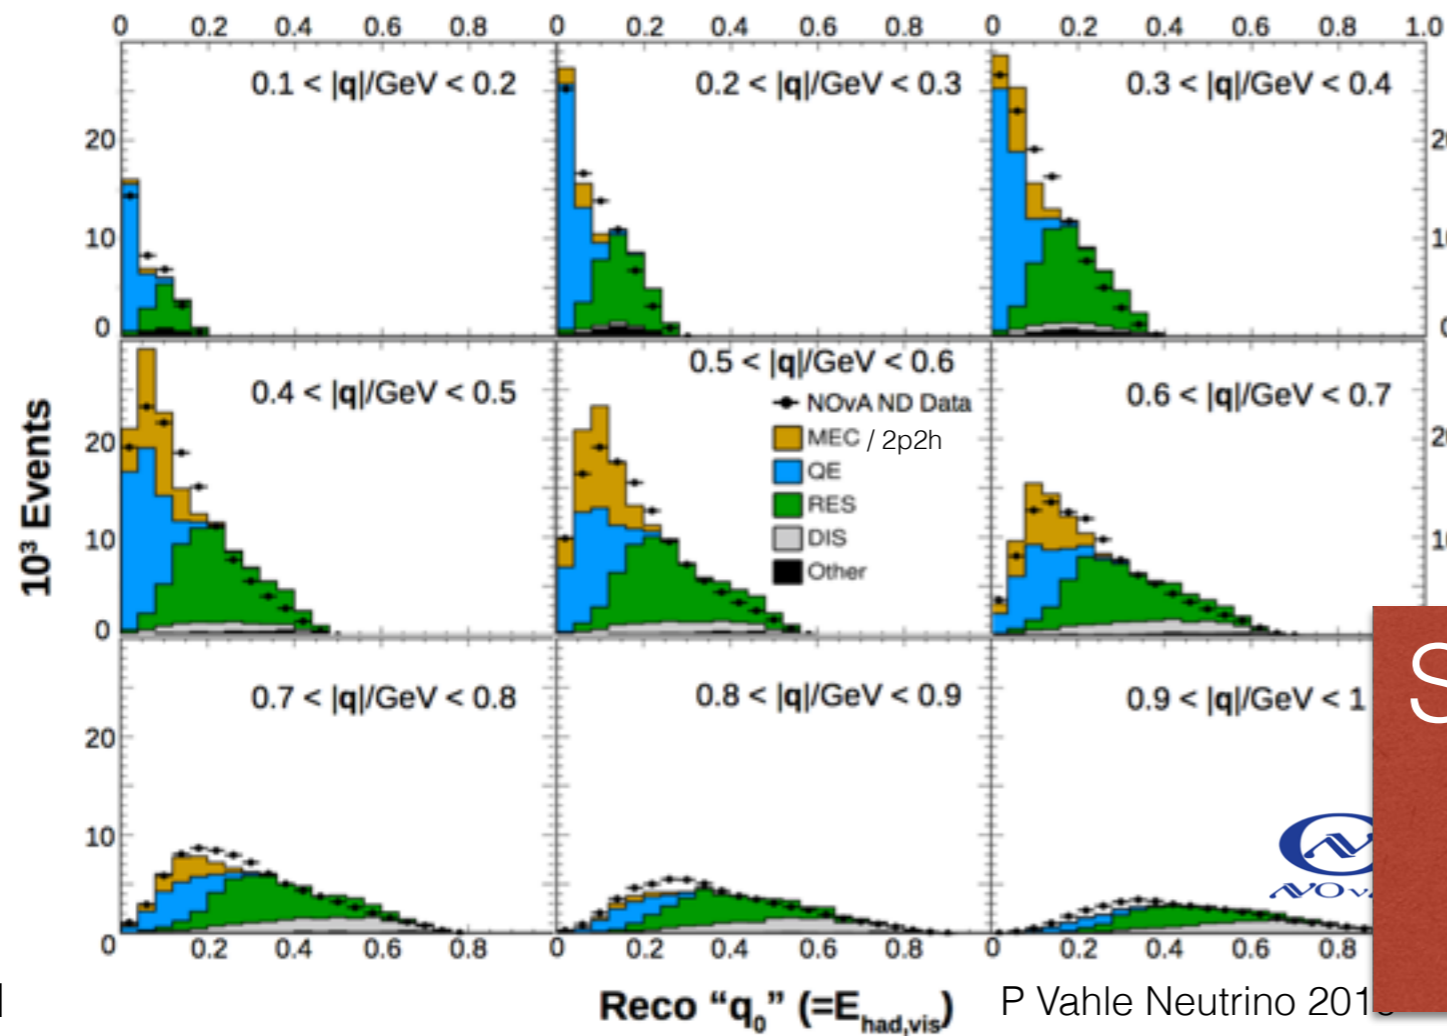 0 0.2 0.4 0.6 0.8 0 0.2 0.4 0.6 0.8 0 0.2 0.4 0.6 0.8 1.0
0.1 < |q|/GeV < 0.2
0.2 < |q|/GeV < 0.3
0.3 < |q|/GeV < 0.4
20
10
0
0.4 < |q|/GeV < 0.5
0.5 < |q|/GeV < 0.6
NOvA ND Data
MEC / 2p2h
QE
RES
DIS
Other
0.6 < |q|/GeV < 0.7
20
10
0
10³ Events
0.7 < |q|/GeV < 0.8
0.8 < |q|/GeV < 0.9
0.9 < |q|/GeV < 1
20
10
0
0.2 0.4 0.6 0.8 0 0.2 0.4 0.6 0.8 0 0.2 0.4 0.6 0.8
Reco “q₀” (=E_had,vis)
P Vahle Neutrino
S